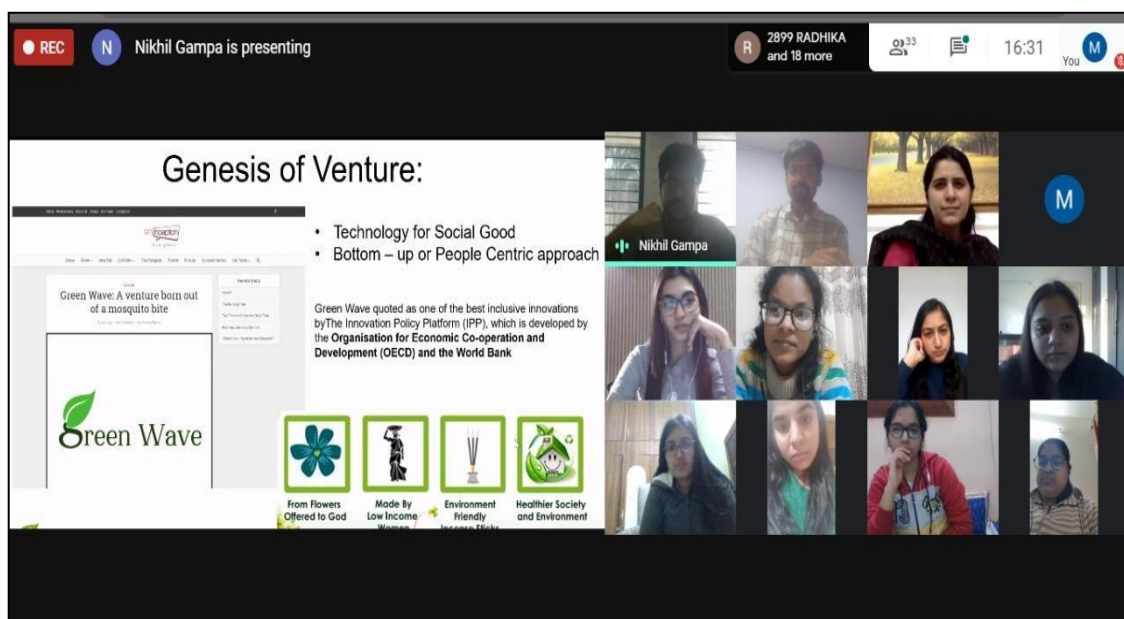 REC
N
Nikhil Gampa is presenting
R
2899 RADHIKA
and 18 more
33
16:31
You
M
Genesis of Venture:
Green Wave: A venture born out
of a mosquito bite
green Wave
• Technology for Social Good
• Bottom – up or People Centric approach
Green Wave quoted as one of the best inclusive innovations
byThe Innovation Policy Platform (IPP), which is developed by
the Organisation for Economic Co-operation and
Development (OECD) and the World Bank
From Flowers
Offered to God
Made By
Low Income
Women
Environment
Friendly
Incense Sticks
Healthier Society
and Environment
Nikhil Gampa
M